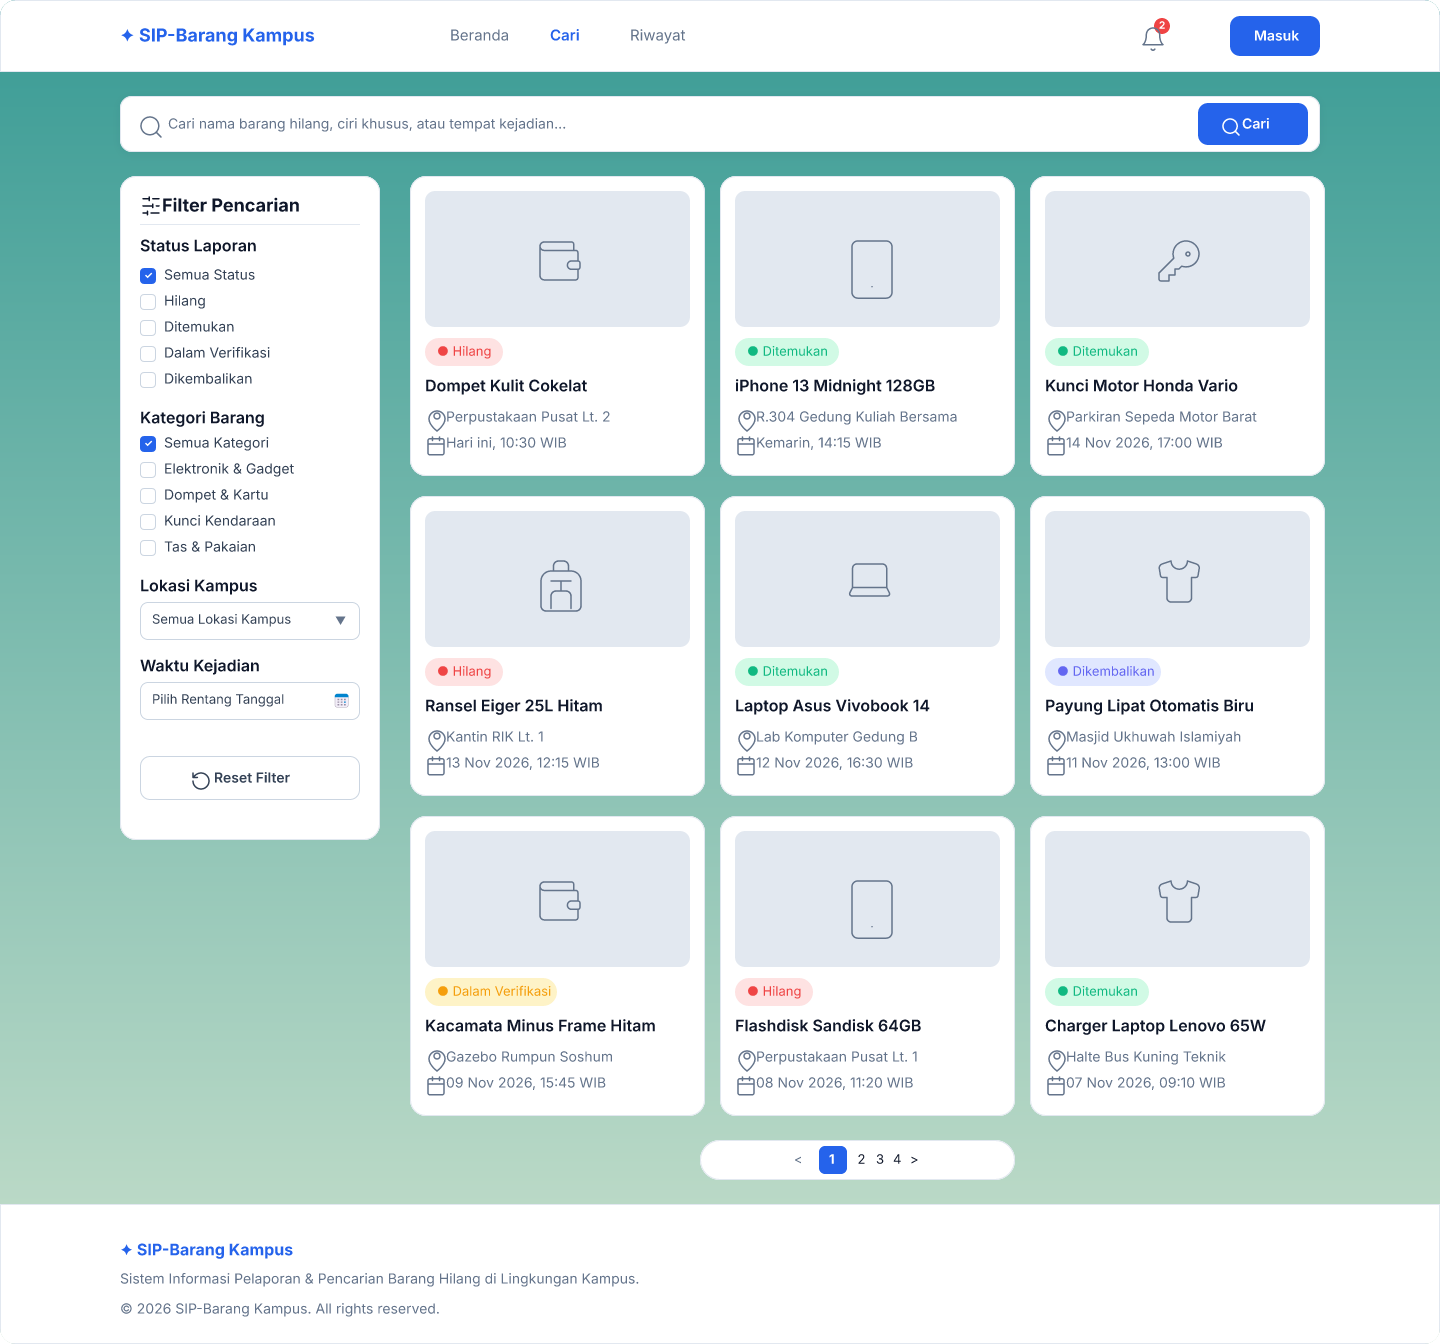 ✦ SIP-Barang Kampus
Beranda
Cari
Riwayat
2
Masuk
Cari nama barang hilang, ciri khusus, atau tempat kejadian...
Cari
Filter Pencarian
Status Laporan
Semua Status
Hilang
Ditemukan
Dalam Verifikasi
Dikembalikan
Kategori Barang
Semua Kategori
Elektronik & Gadget
Dompet & Kartu
Kunci Kendaraan
Tas & Pakaian
Lokasi Kampus
Semua Lokasi Kampus ▼
Waktu Kejadian
Pilih Rentang Tanggal
Reset Filter
● Hilang
Dompet Kulit Cokelat
Perpustakaan Pusat Lt. 2
Hari ini, 10:30 WIB
● Ditemukan
iPhone 13 Midnight 128GB
R.304 Gedung Kuliah Bersama
Kemarin, 14:15 WIB
● Ditemukan
Kunci Motor Honda Vario
Parkiran Sepeda Motor Barat
14 Nov 2026, 17:00 WIB
● Hilang
Ransel Eiger 25L Hitam
Kantin RIK Lt. 1
13 Nov 2026, 12:15 WIB
● Ditemukan
Laptop Asus Vivobook 14
Lab Komputer Gedung B
12 Nov 2026, 16:30 WIB
● Dikembalikan
Payung Lipat Otomatis Biru
Masjid Ukhuwah Islamiyah
11 Nov 2026, 13:00 WIB
● Dalam Verifikasi
Kacamata Minus Frame Hitam
Gazebo Rumpun Soshum
09 Nov 2026, 15:45 WIB
● Hilang
Flashdisk Sandisk 64GB
Perpustakaan Pusat Lt. 1
08 Nov 2026, 11:20 WIB
● Ditemukan
Charger Laptop Lenovo 65W
Halte Bus Kuning Teknik
07 Nov 2026, 09:10 WIB
< 1 2 3 4 >
✦ SIP-Barang Kampus
Sistem Informasi Pelaporan & Pencarian Barang Hilang di Lingkungan Kampus.
© 2026 SIP-Barang Kampus. All rights reserved.